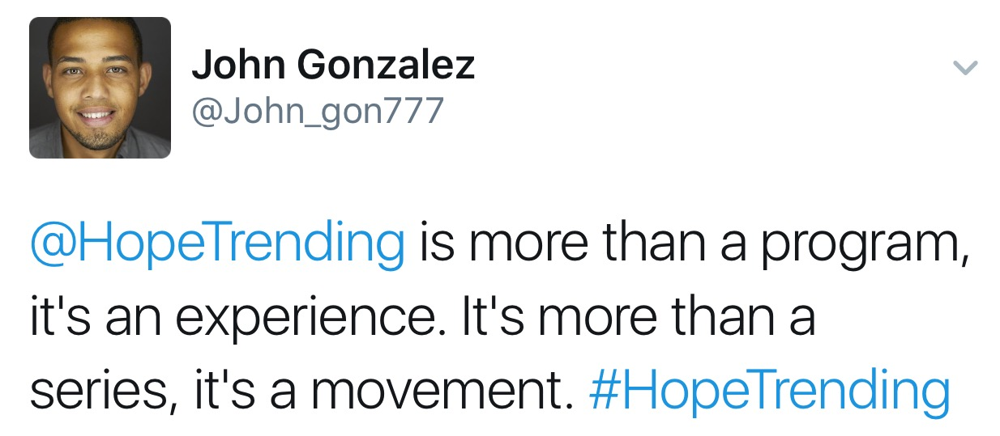 John Gonzalez
@John_gon777
@HopeTrending is more than a program,
it's an experience. It's more than a
series, it's a movement. #HopeTrending